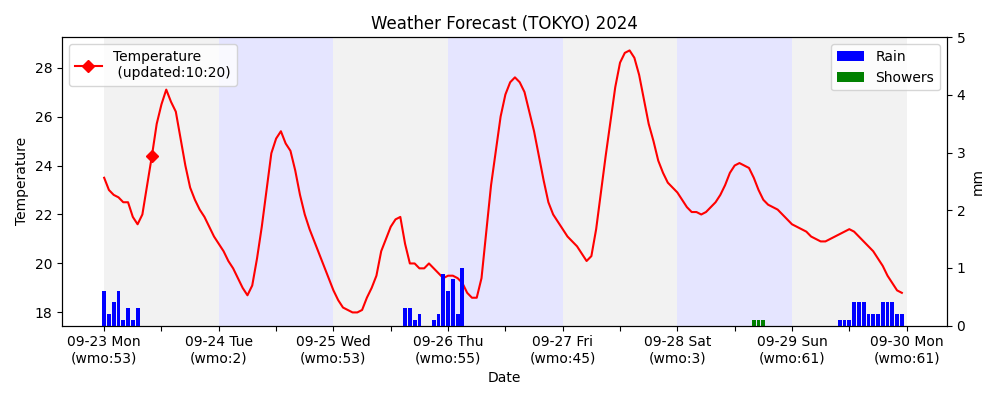 Weather Forecast (TOKYO) 2024
Temperature
(updated:10:20)
Rain
Showers
Temperature
28
26
24
22
20
18
5
4
3
2
1
0
mm
09-23 Mon
(wmo:53)
09-24 Tue
(wmo:2)
09-25 Wed
(wmo:53)
09-26 Thu
(wmo:55)
09-27 Fri
(wmo:45)
09-28 Sat
(wmo:3)
09-29 Sun
(wmo:61)
09-30 Mon
(wmo:61)
Date